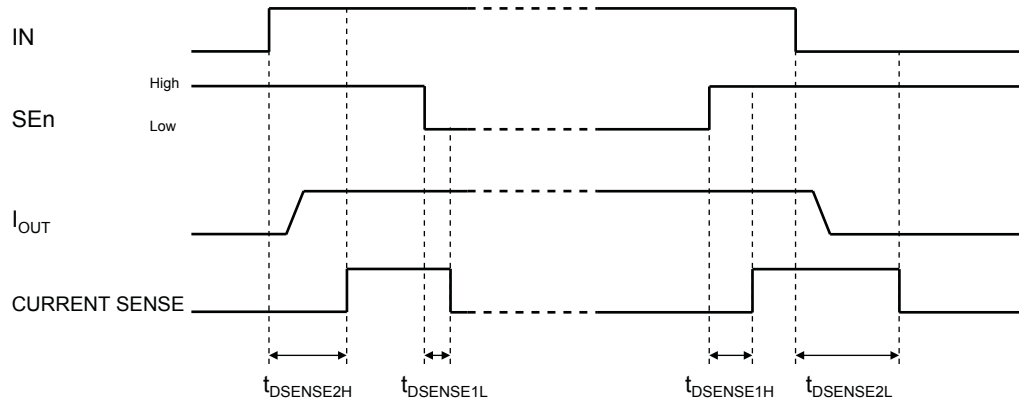 IN
High
SEn
Low
IOUT
CURRENT SENSE
tDSENSE2H
tDSENSE1L
tDSENSE1H
tDSENSE2L